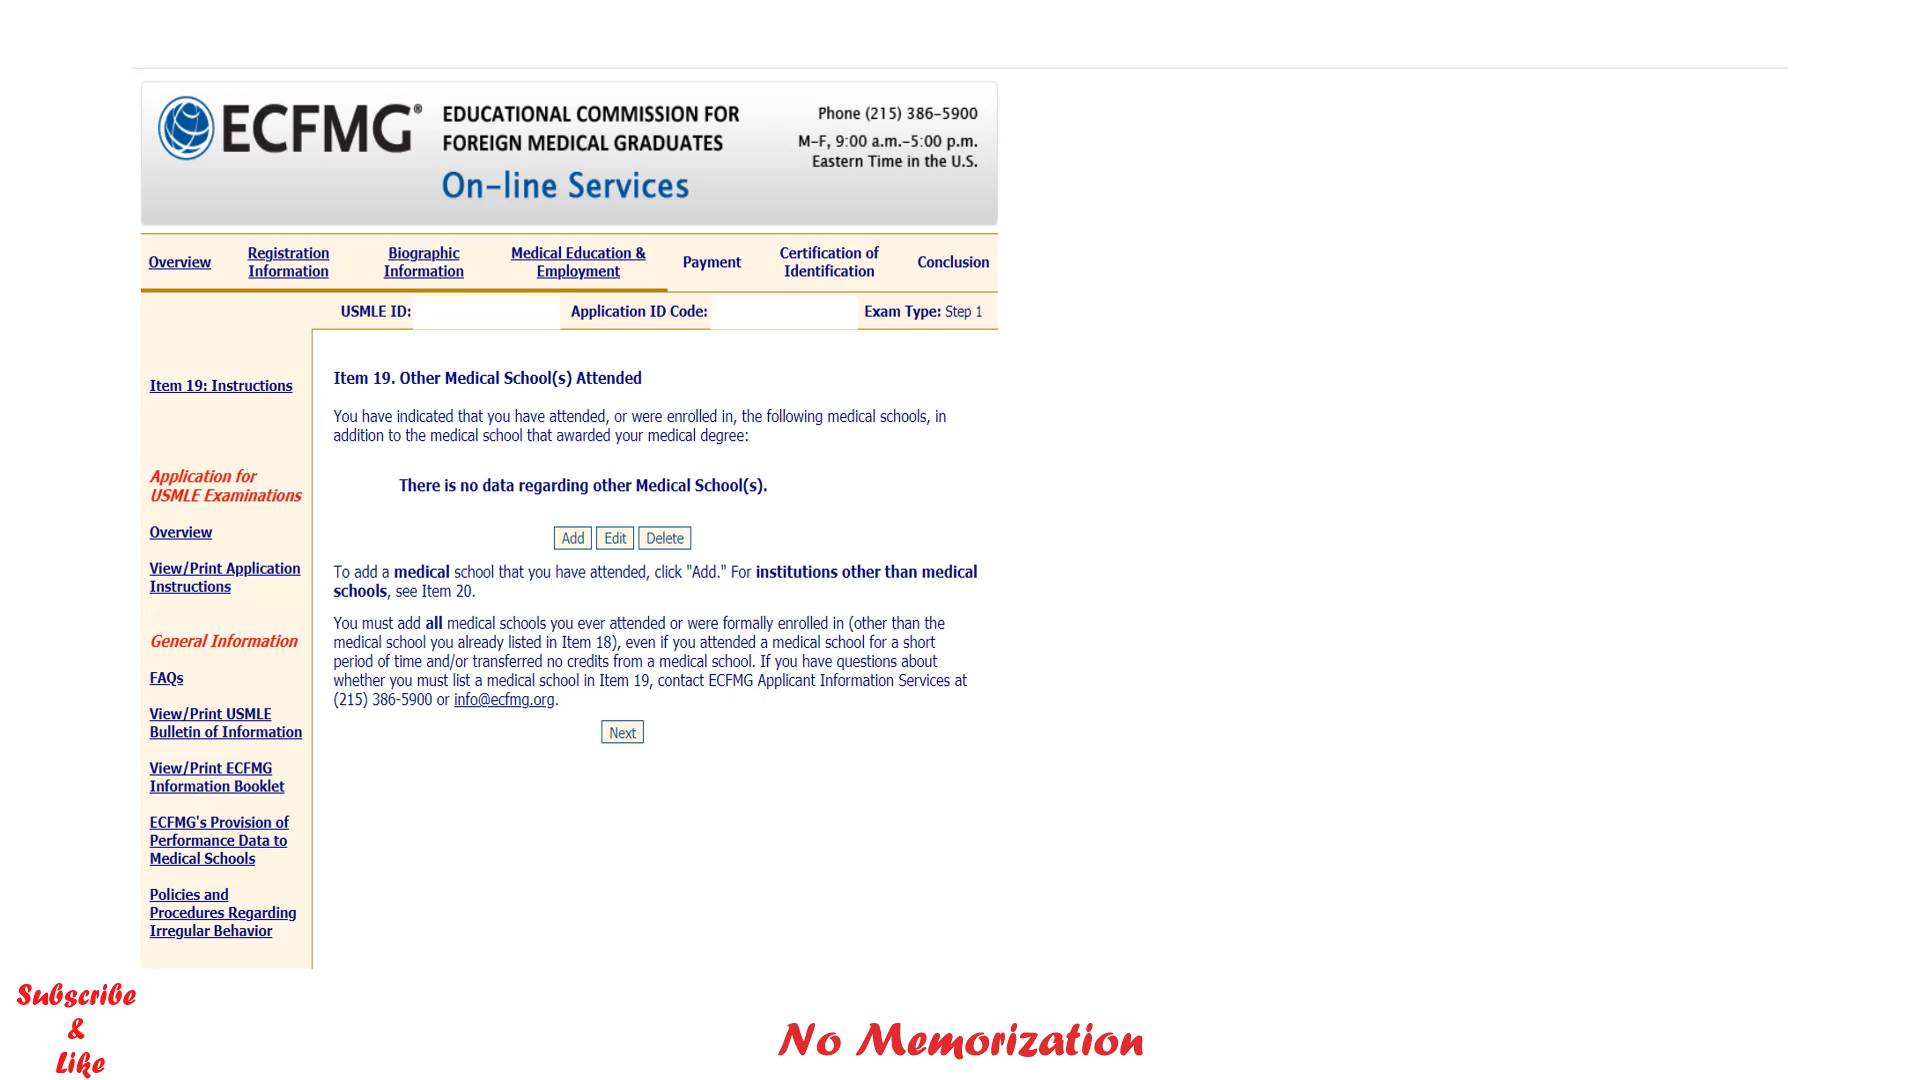 ECFMG®
EDUCATIONAL COMMISSION FOR
FOREIGN MEDICAL GRADUATES
On-line Services
Phone (215) 386-5900
M-F, 9:00 a.m.-5:00 p.m.
Eastern Time in the U.S.
Overview
Registration
Information
Biographic
Information
Medical Education &
Employment
Payment
Certification of
Identification
Conclusion
USMLE ID:
Application ID Code:
Exam Type: Step 1
Item 19: Instructions
Application for
USMLE Examinations
Overview
View/Print Application
Instructions
General Information
FAQs
View/Print USMLE
Bulletin of Information
View/Print ECFMG
Information Booklet
ECFMG's Provision of
Performance Data to
Medical Schools
Policies and
Procedures Regarding
Irregular Behavior
Item 19. Other Medical School(s) Attended
You have indicated that you have attended, or were enrolled in, the following medical schools, in
addition to the medical school that awarded your medical degree:
There is no data regarding other Medical School(s).
Add Edit Delete
To add a medical school that you have attended, click "Add." For institutions other than medical
schools, see Item 20.
You must add all medical schools you ever attended or were formally enrolled in (other than the
medical school you already listed in Item 18), even if you attended a medical school for a short
period of time and/or transferred no credits from a medical school. If you have questions about
whether you must list a medical school in Item 19, contact ECFMG Applicant Information Services at
(215) 386-5900 or info@ecfmg.org.
Next
Subscribe
&
Like
No Memorization